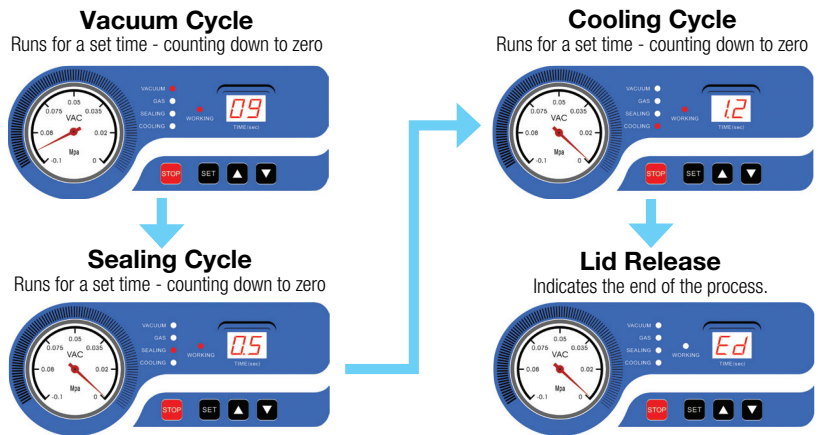 Vacuum Cycle
Runs for a set time - counting down to zero
VACUUM
GAS
SEALING
COOLING
WORKING
09
TIME(sec)
0.05
0.075
0.035
VAC
0.08
0.02
Mpa
-0.1
0
STOP
SET
Sealing Cycle
Runs for a set time - counting down to zero
VACUUM
GAS
SEALING
COOLING
WORKING
0.5
TIME(sec)
0.05
0.075
0.035
VAC
0.08
0.02
Mpa
-0.1
0
STOP
SET
Cooling Cycle
Runs for a set time - counting down to zero
VACUUM
GAS
SEALING
COOLING
WORKING
1.2
TIME(sec)
0.05
0.075
0.035
VAC
0.08
0.02
Mpa
-0.1
0
STOP
SET
Lid Release
Indicates the end of the process.
VACUUM
GAS
SEALING
COOLING
WORKING
Ed
TIME(sec)
0.05
0.075
0.035
VAC
0.08
0.02
Mpa
-0.1
0
STOP
SET